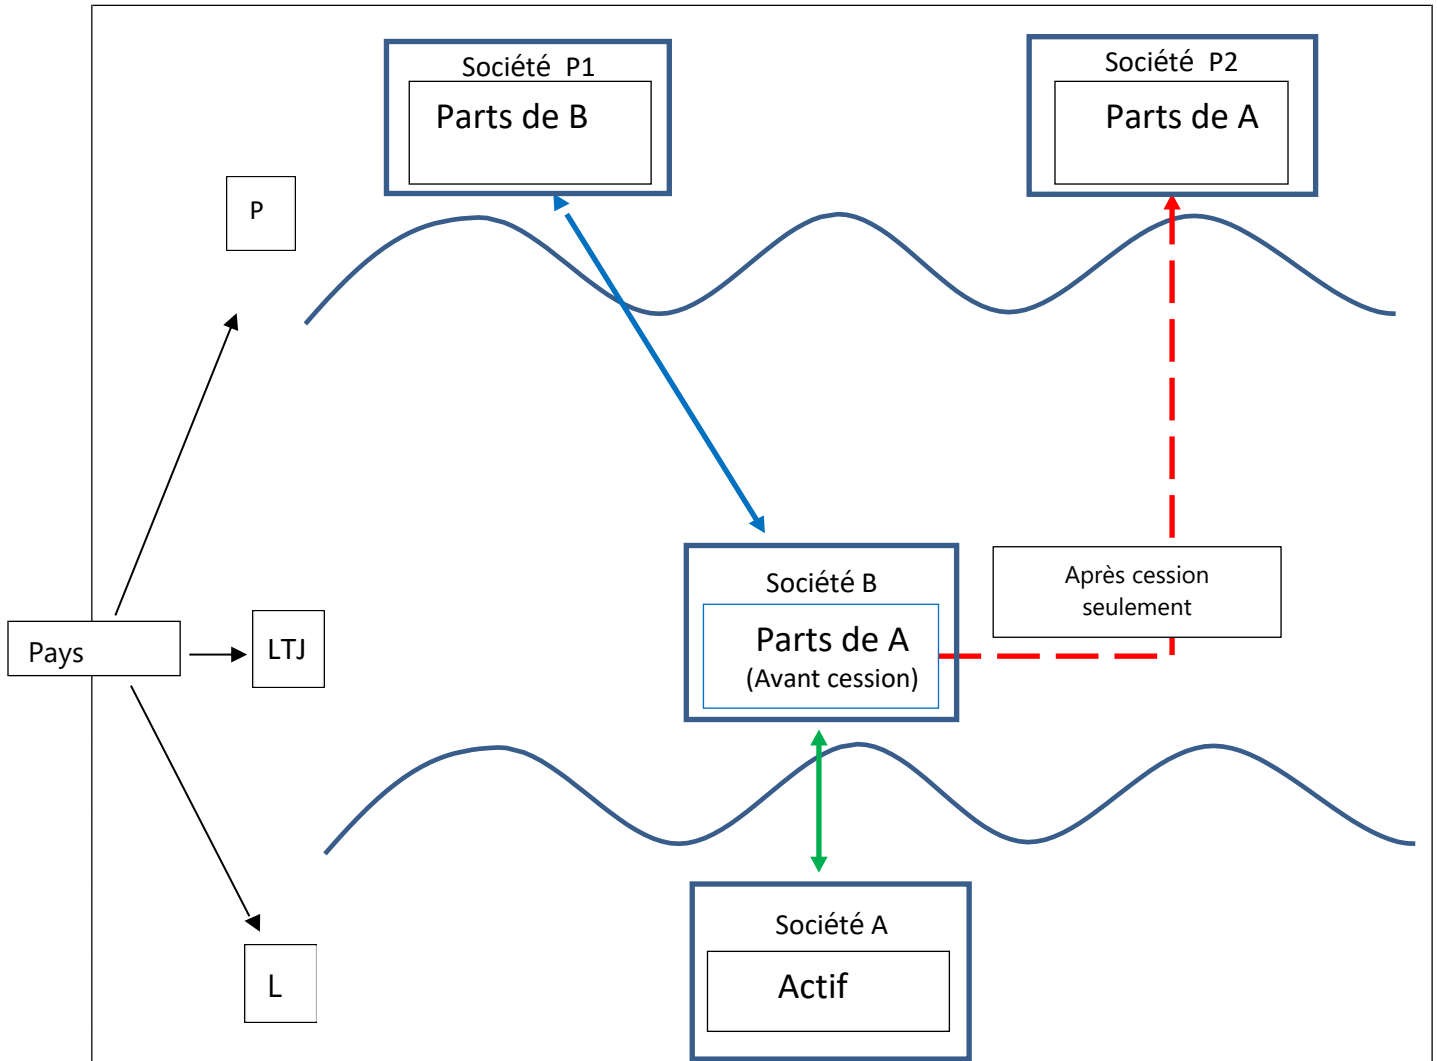 Société P1
Parts de B
Société P2
Parts de A
P
Société B
Parts de A
(Avant cession)
Après cession
seulement
Pays
LTJ
Société A
Actif
L